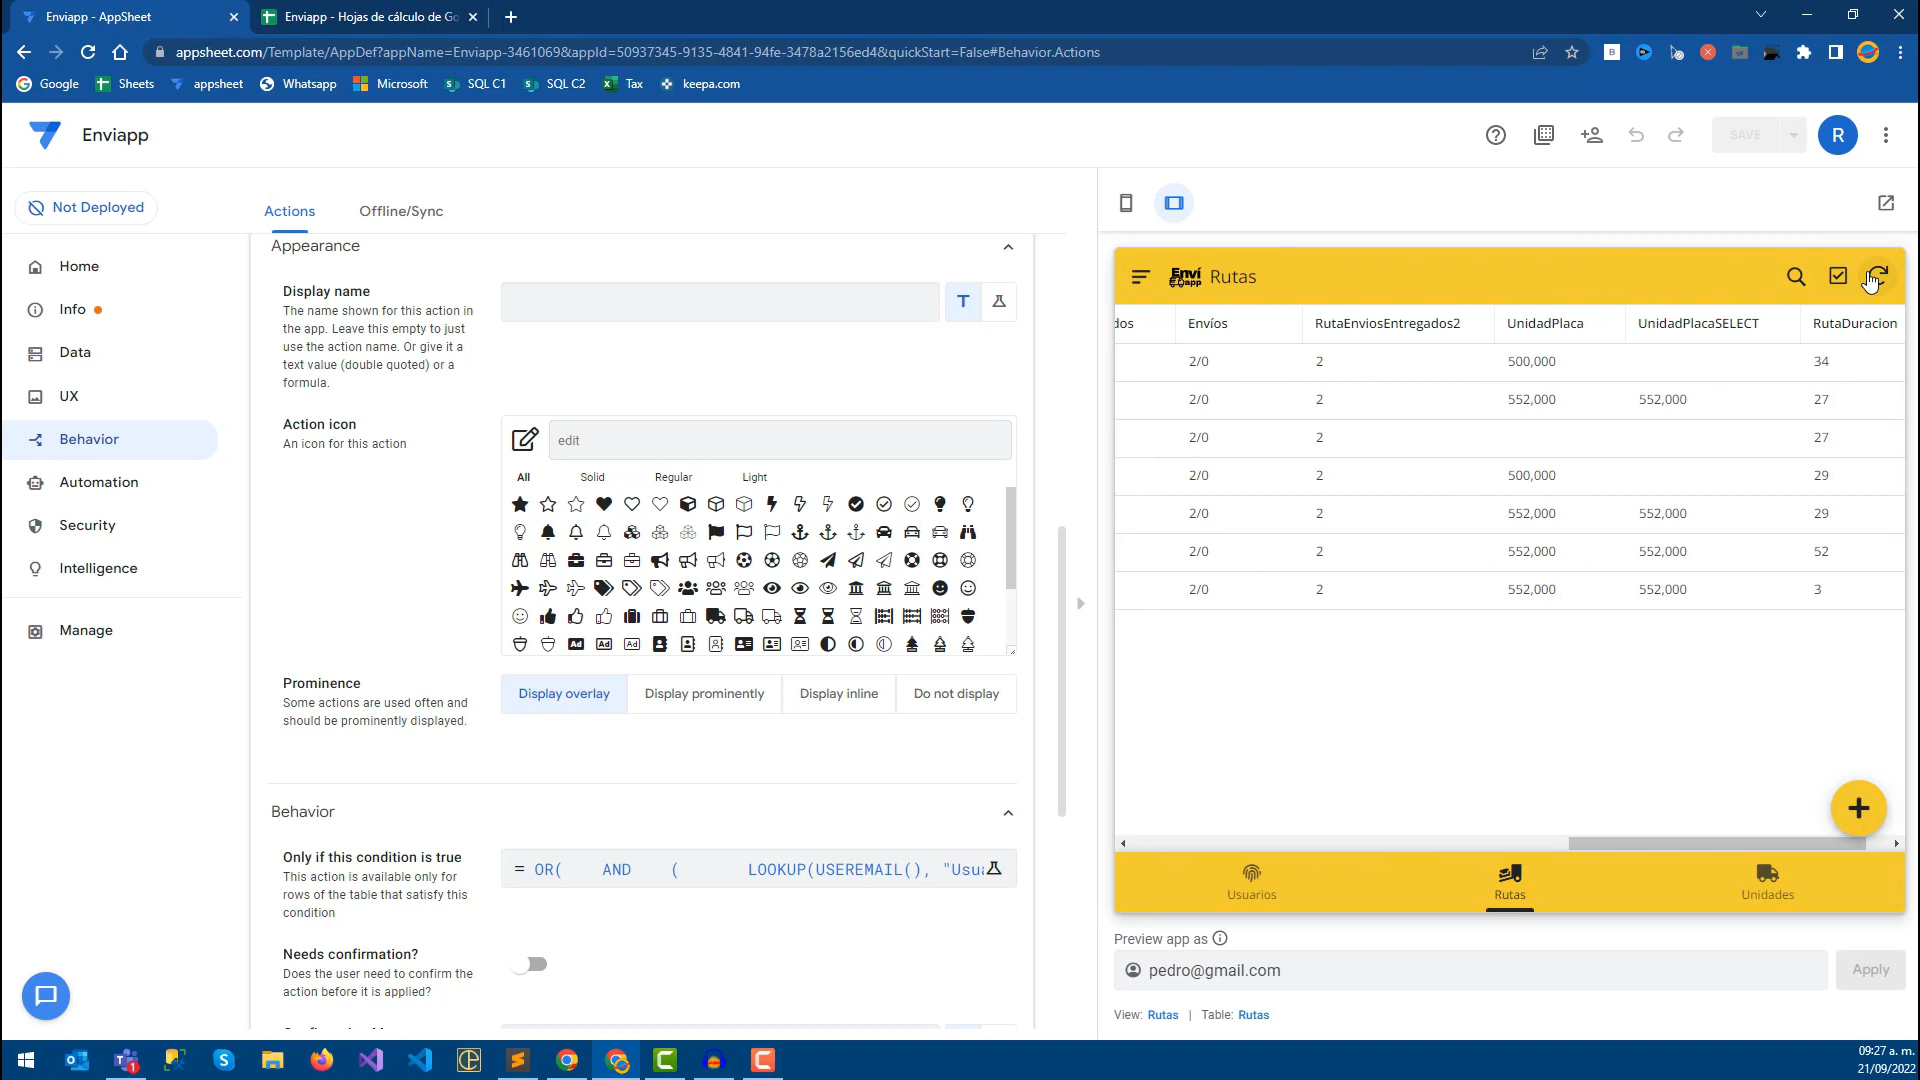 Enviapp - AppSheet
Enviapp - Hojas de cálculo de Go
appsheet.com/Template/AppDef?appName=Enviapp-3461069&appId=50937345-9135-4841-94fe-3478a2156ed4&quickStart=False#Behavior.Actions
Google
Sheets
appsheet
Whatsapp
Microsoft
SQL C1
SQL C2
Tax
keepa.com
Enviapp
SAVE
R
Not Deployed
Actions
Offline/Sync
Home
Info
Data
UX
Behavior
Automation
Security
Intelligence
Manage
Appearance
Display name
The name shown for this action in
the app. Leave this empty to just
use the action name. Or give it a
text value (double quoted) or a
formula.
Action icon
An icon for this action
edit
All Solid Regular Light
Prominence
Some actions are used often and
should be prominently displayed.
Display overlay
Display prominently
Display inline
Do not display
Behavior
Only if this condition is true
This action is available only for
rows of the table that satisfy this
condition
= OR( AND ( LOOKUP(USEREMAIL(), "Usu
Needs confirmation?
Does the user need to confirm the
action before it is applied?
Enví
app
Rutas
dos Envíos RutaEnviosEntregados2 UnidadPlaca UnidadPlacaSELECT RutaDuracion
2/0 2 500,000 34
2/0 2 552,000 552,000 27
2/0 2 27
2/0 2 500,000 29
2/0 2 552,000 552,000 29
2/0 2 552,000 552,000 52
2/0 2 552,000 552,000 3
Usuarios
Rutas
Unidades
Preview app as
pedro@gmail.com
Apply
View: Rutas | Table: Rutas
09:27 a. m.
21/09/2022